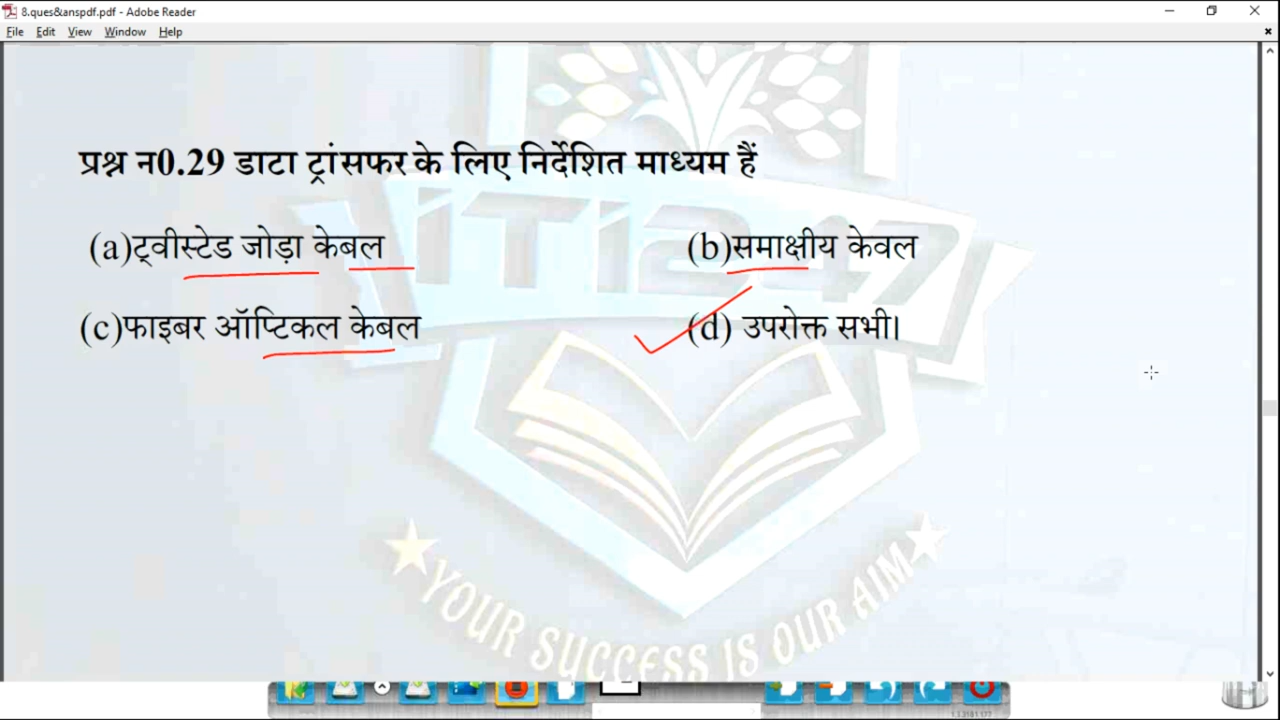 8.ques&anspdf.pdf - Adobe Reader
File Edit View Window Help
प्रश्न न0.29 डाटा ट्रांसफर के लिए निर्देशित माध्यम हैं
(a)ट्वीस्टेड जोड़ा केबल (b)समाक्षीय केवल
(c)फाइबर ऑप्टिकल केबल (d) उपरोक्त सभी।
iTi247
YOUR SUCCESS IS OUR AIM